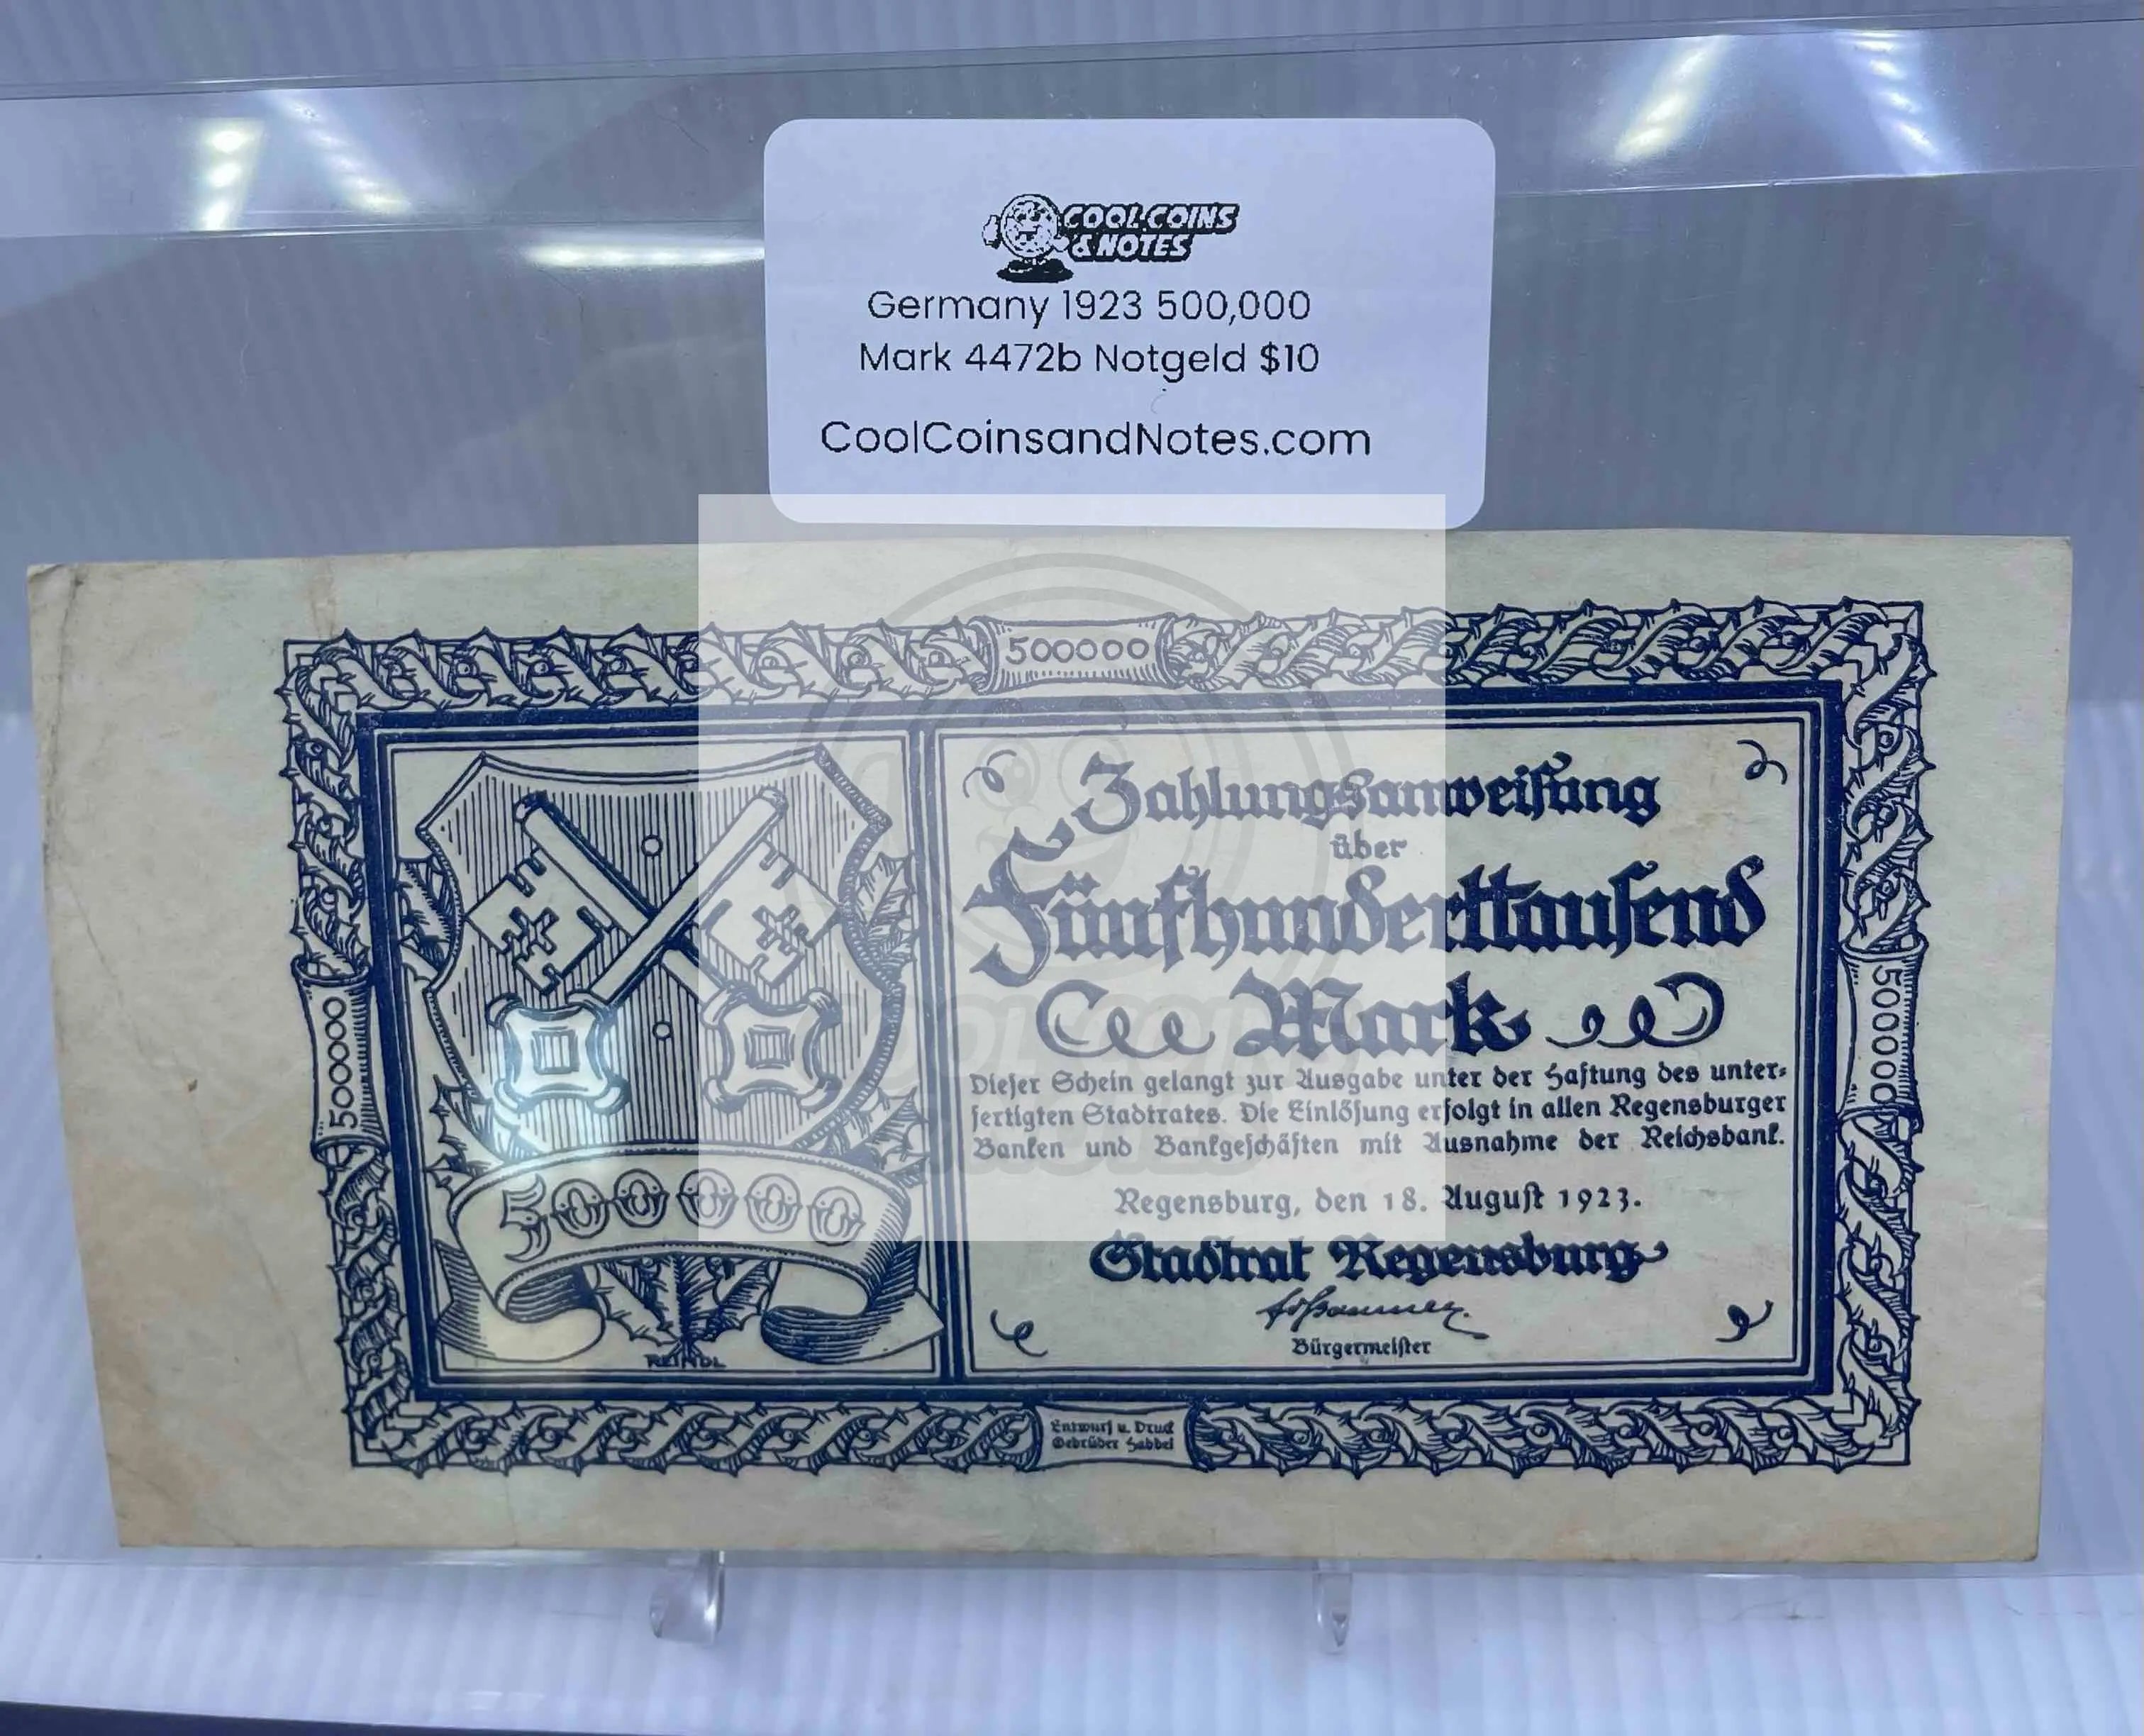 COOL COINS
& NOTES
Germany 1923 500,000
Mark 4472b Notgeld $10
CoolCoinsandNotes.com
500000
Zahlungsanweisung
über
Fünfhunderttausend
Mark
Dieser Schein gelangt zur Ausgabe unter der Haftung des unter-
fertigten Stadtrates. Die Einlösung erfolgt in allen Regensburger
Banken und Bankgeschäften mit Ausnahme der Reichsbank.
Regensburg, den 18. August 1923.
Stadtrat Regensburg
Bürgermeister
500000
500000
500000
REINDL
Entwurf u. Druck
Gebrüder Habbel